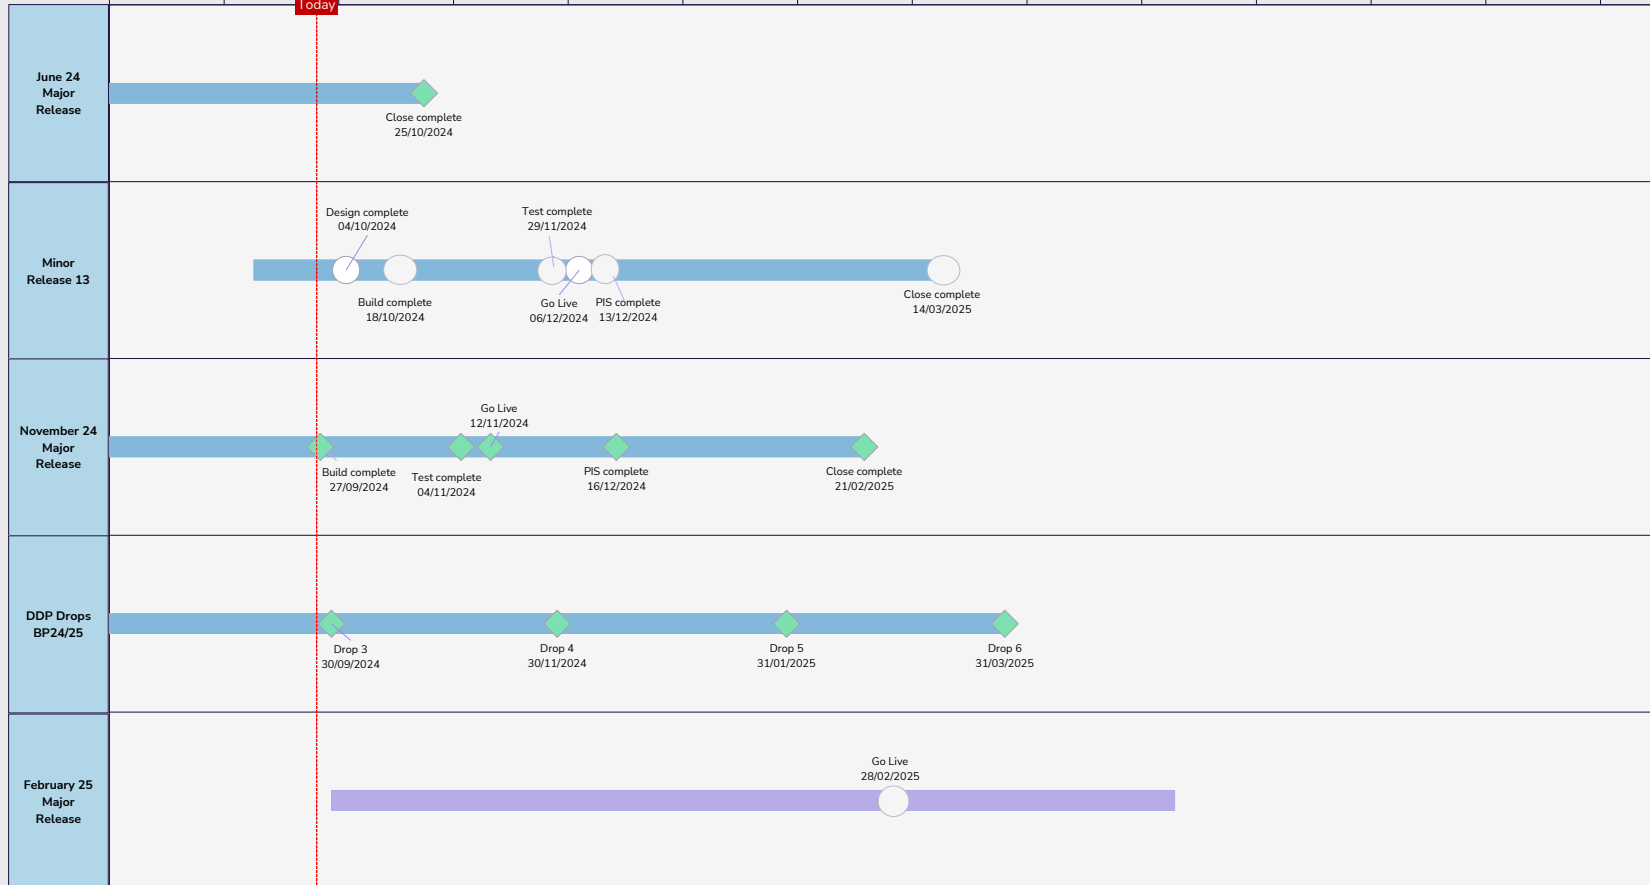 Today
June 24
Major
Release
Close complete
25/10/2024
Minor
Release 13
Design complete
04/10/2024
Test complete
29/11/2024
Build complete
18/10/2024
Go Live
06/12/2024
PIS complete
13/12/2024
Close complete
14/03/2025
November 24
Major
Release
Go Live
12/11/2024
Build complete
27/09/2024
Test complete
04/11/2024
PIS complete
16/12/2024
Close complete
21/02/2025
DDP Drops
BP24/25
Drop 3
30/09/2024
Drop 4
30/11/2024
Drop 5
31/01/2025
Drop 6
31/03/2025
February 25
Major
Release
Go Live
28/02/2025